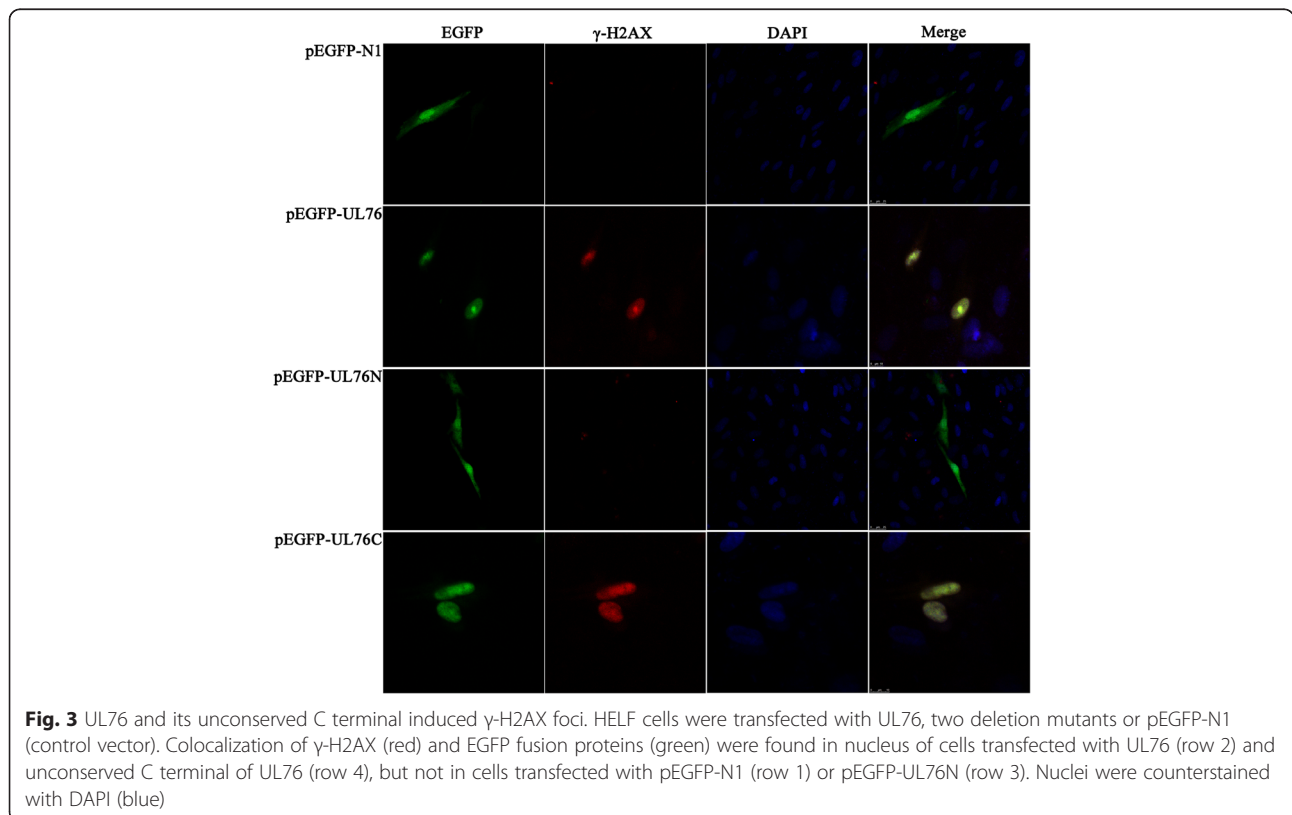 EGFP γ-H2AX DAPI Merge
pEGFP-N1
pEGFP-UL76
pEGFP-UL76N
pEGFP-UL76C
Fig. 3 UL76 and its unconserved C terminal induced γ-H2AX foci. HELF cells were transfected with UL76, two deletion mutants or pEGFP-N1
(control vector). Colocalization of γ-H2AX (red) and EGFP fusion proteins (green) were found in nucleus of cells transfected with UL76 (row 2) and
unconserved C terminal of UL76 (row 4), but not in cells transfected with pEGFP-N1 (row 1) or pEGFP-UL76N (row 3). Nuclei were counterstained
with DAPI (blue)